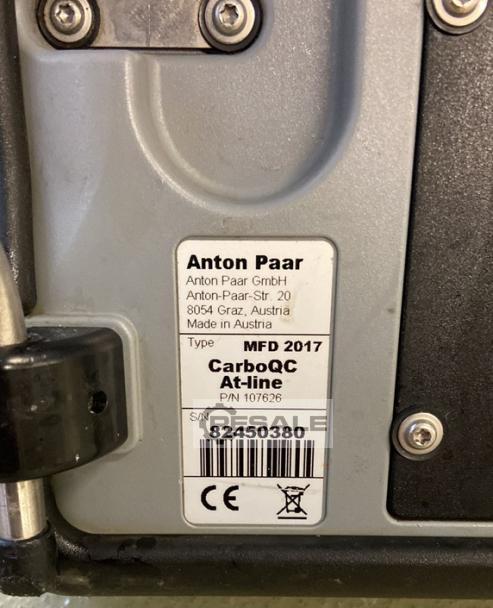 Anton Paar
Anton Paar GmbH
Anton-Paar-Str. 20
8054 Graz, Austria
Made in Austria
Type MFD 2017
CarboQC
At-line
P/N 107626
S/N RESALE
82450380
CE